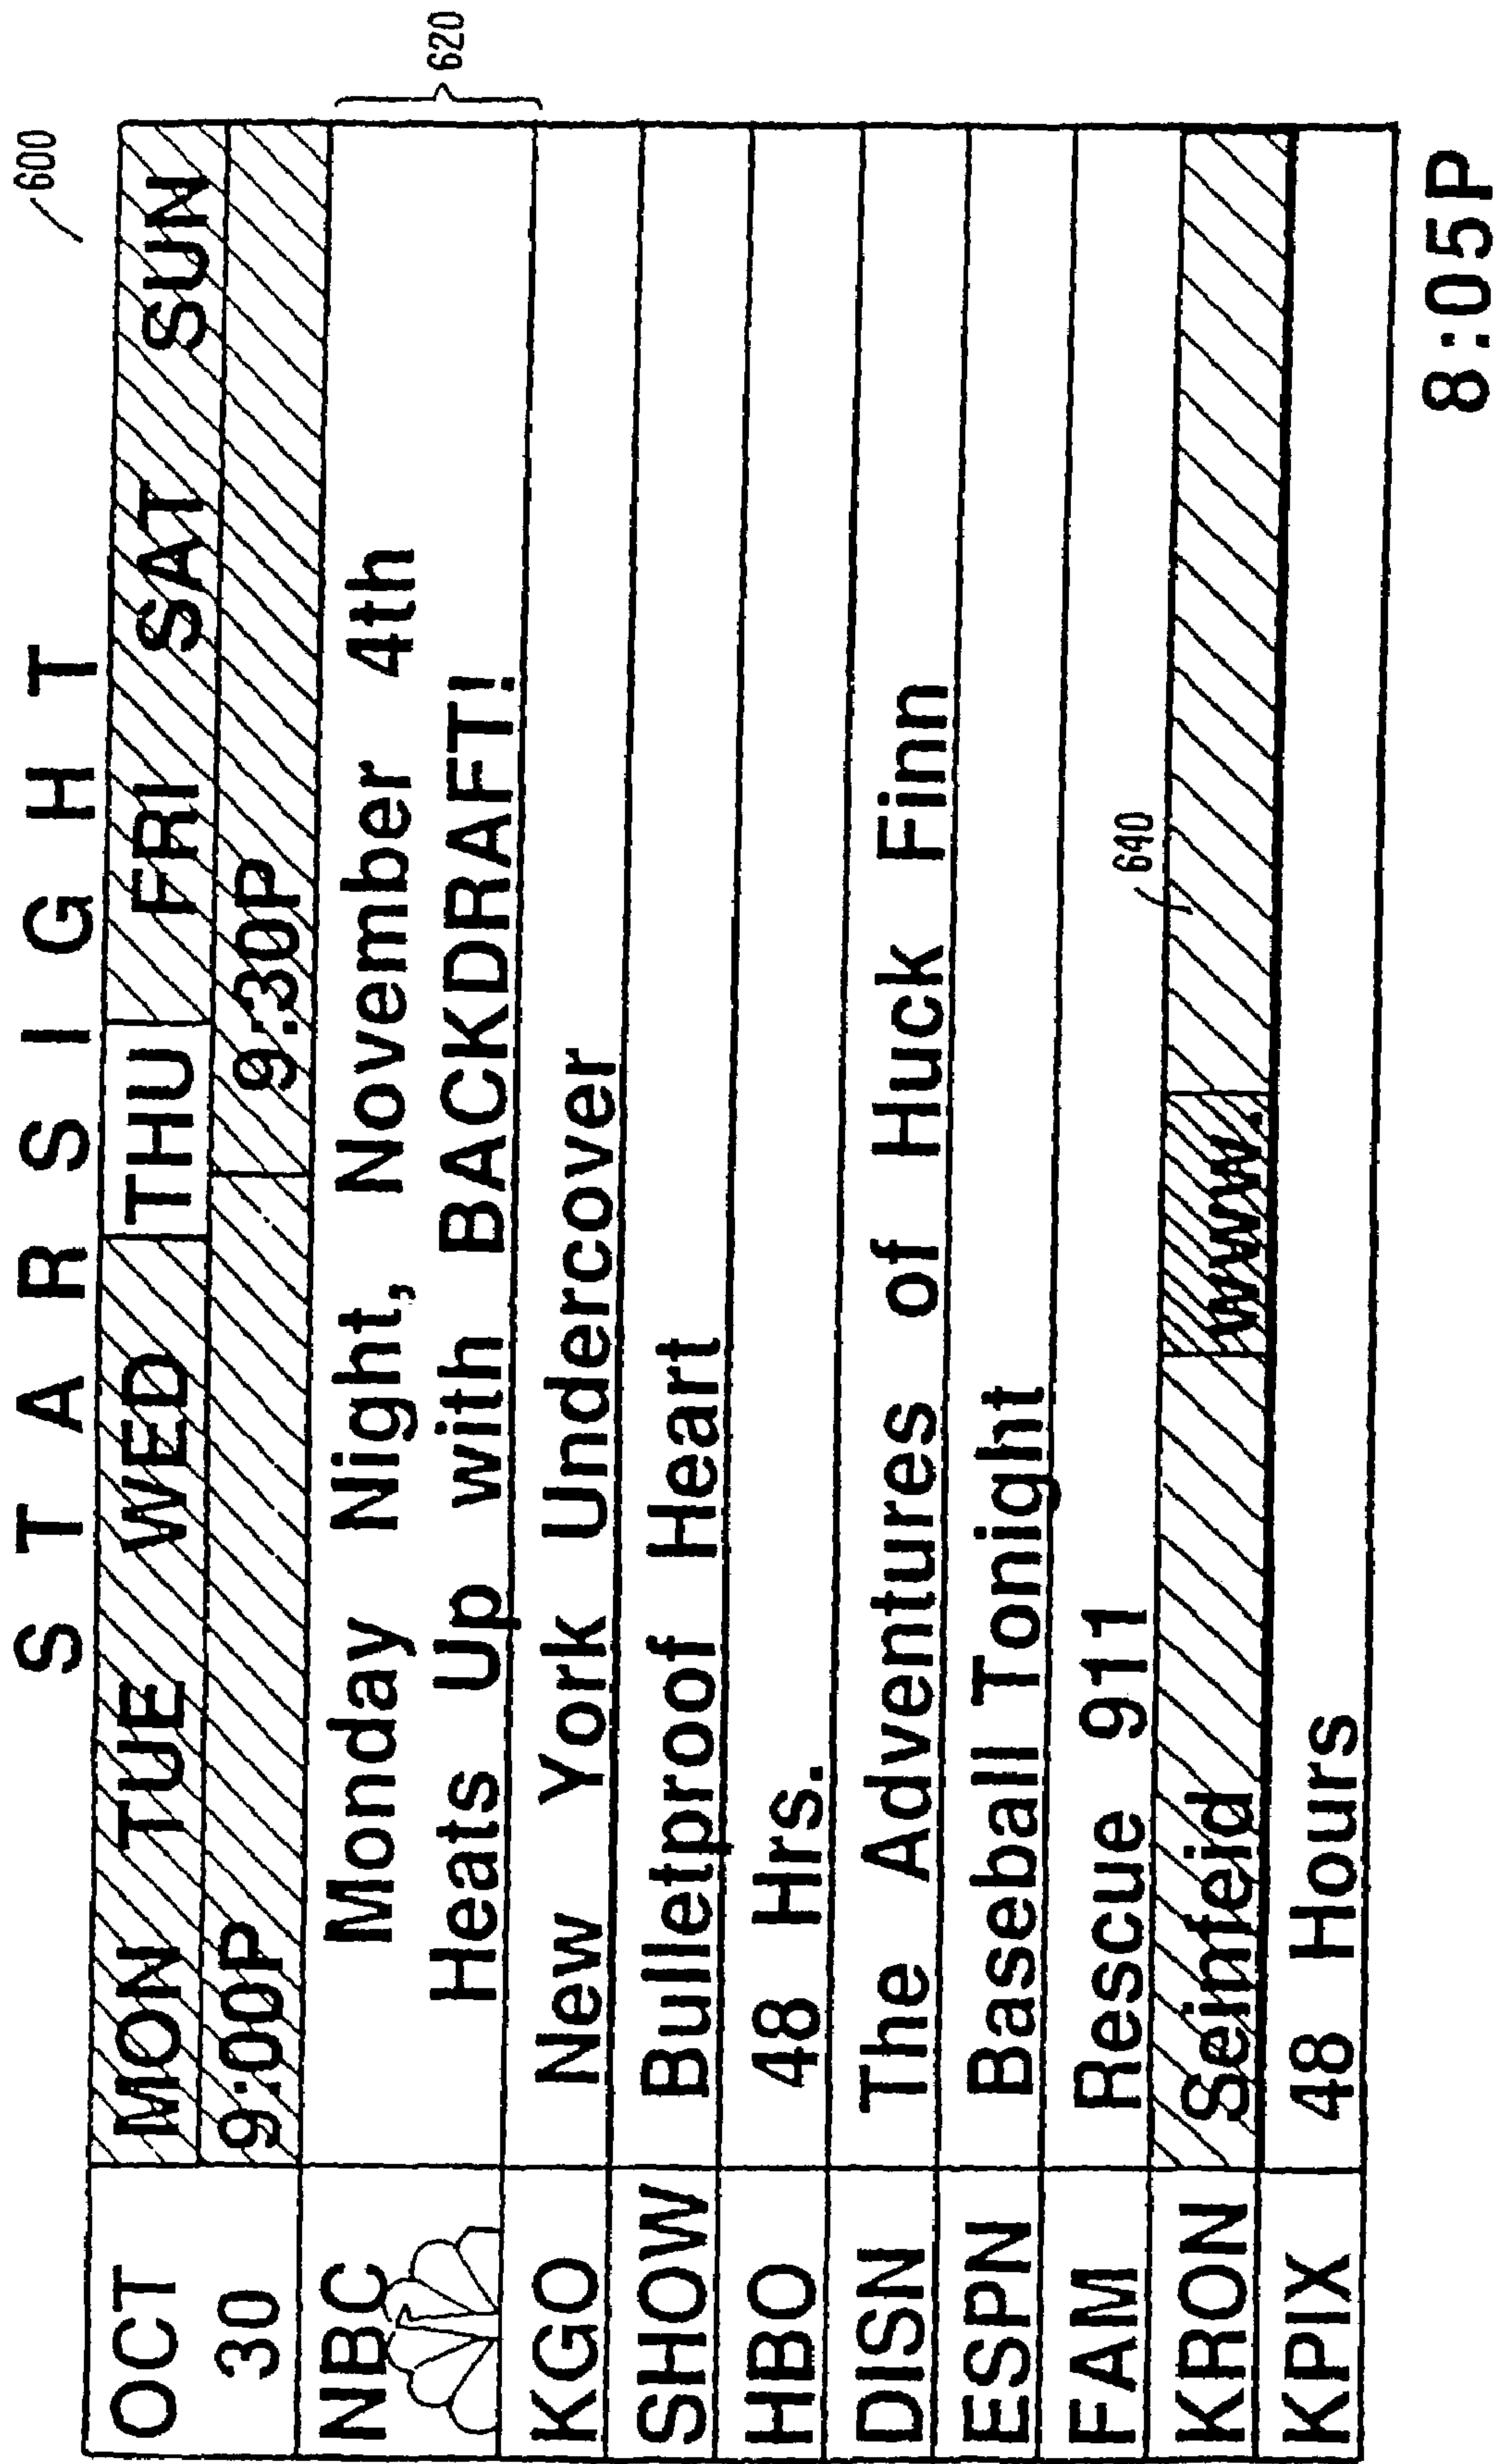 STARSIGHT
600
OCT MON TUE WED THU FRI SAT SUN
30 9:00P 9:30P
NBC Monday Night, November 4th
Heats Up with BACKDRAFT!
620
KGO New York Undercover
SHOW Bulletproof Heart
HBO 48 Hrs.
DISN The Adventures of Huck Finn
ESPN Baseball Tonight
FAM Rescue 911
640
KRON Seinfeid www.
KPIX 48 Hours
8:05P